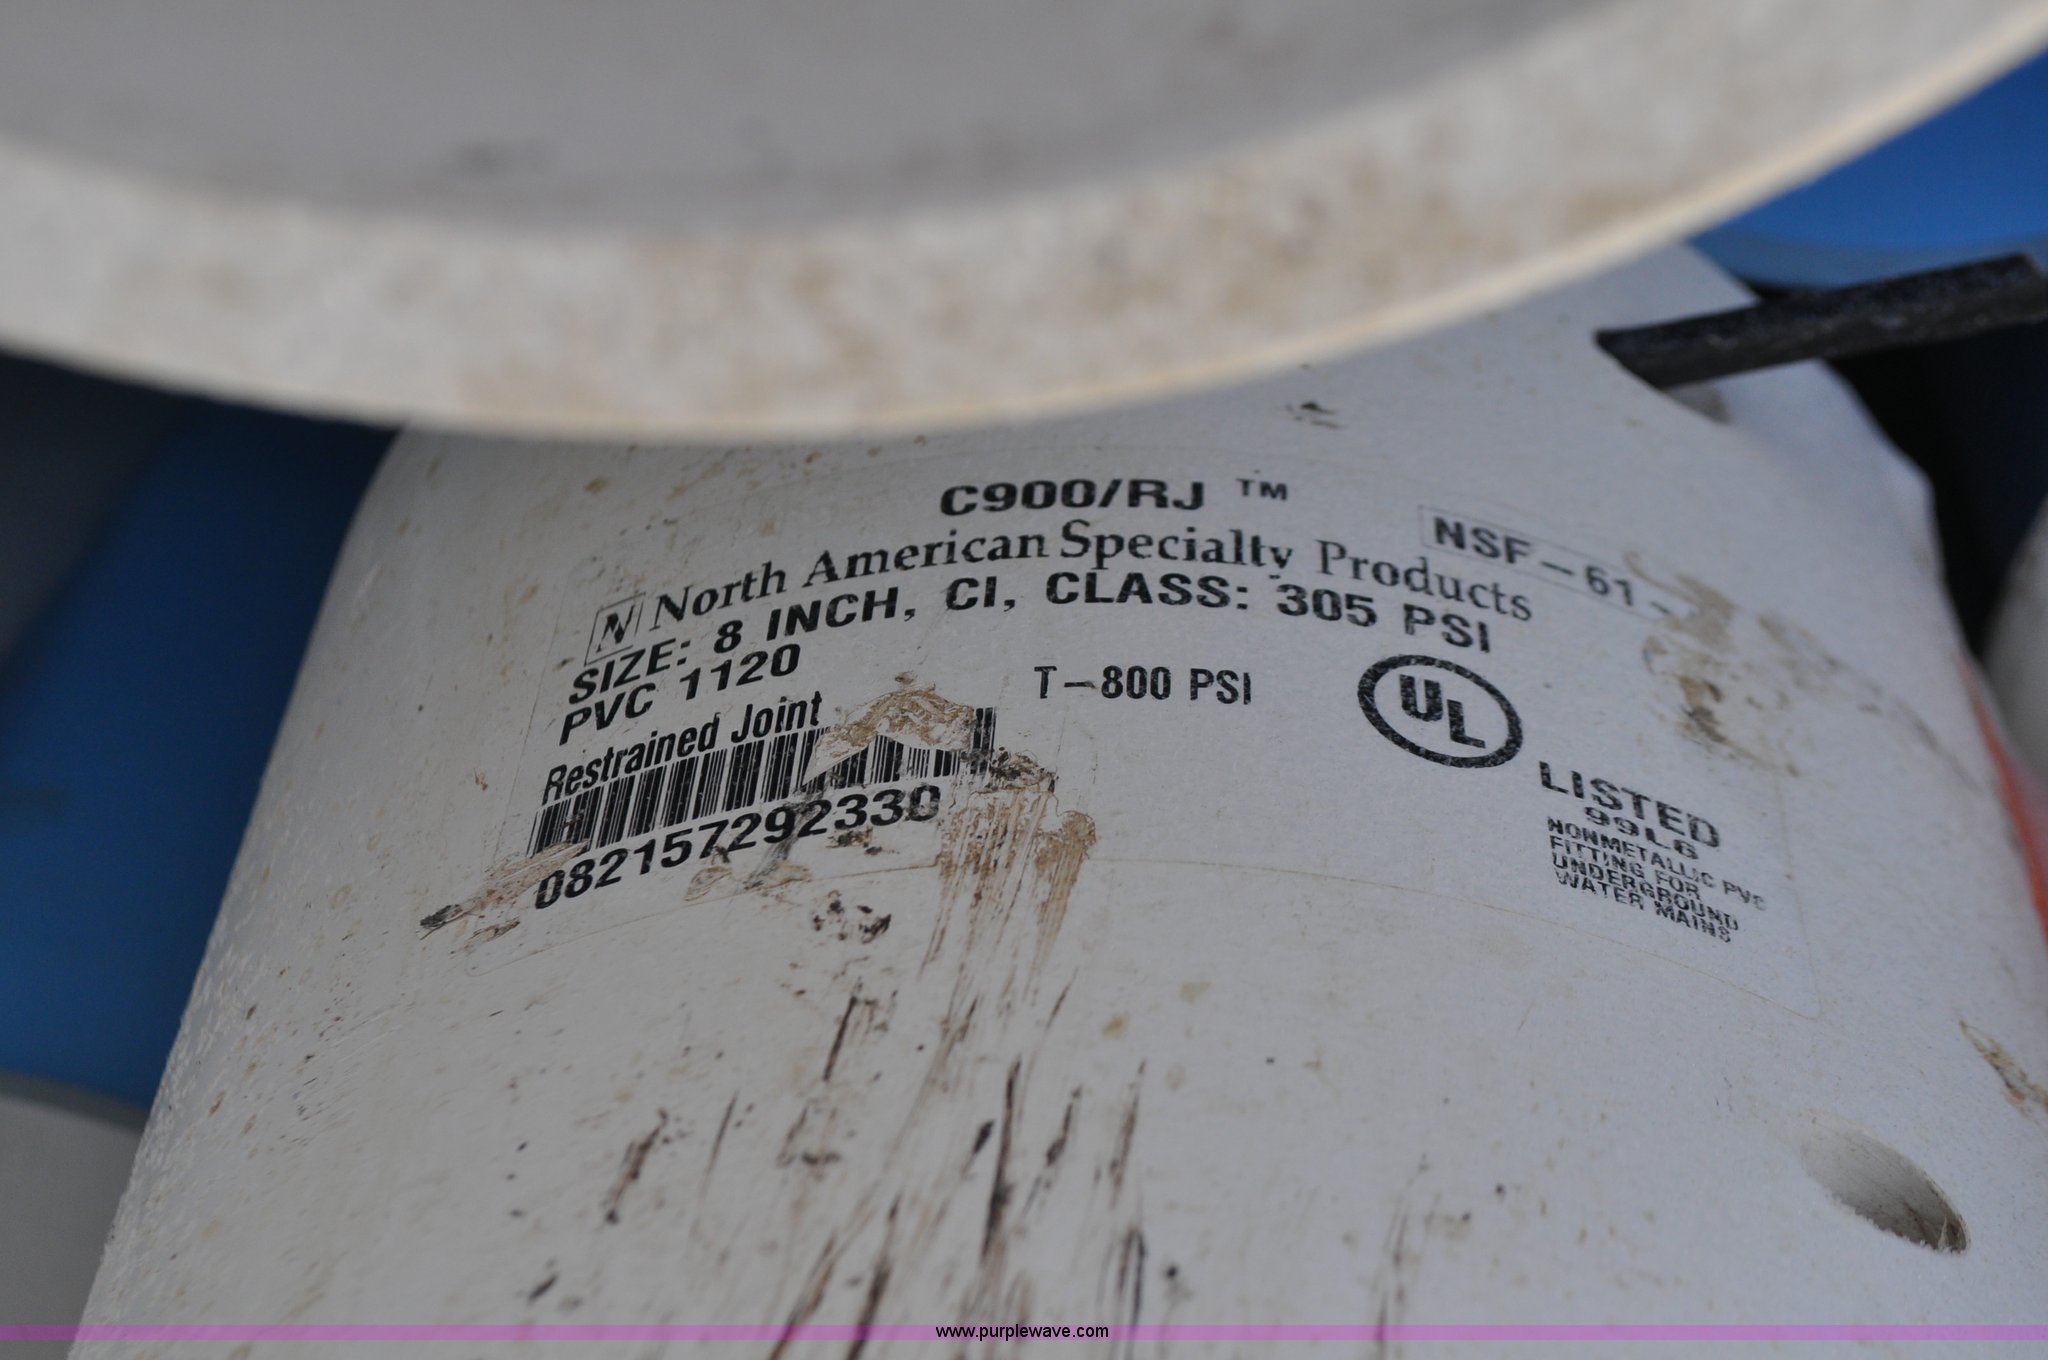 C900/RJ ™
N North American Specialty Products
NSF-61
SIZE: 8 INCH, CI, CLASS: 305 PSI
PVC 1120
T-800 PSI
Restrained Joint
082157292330
UL
LISTED
99L6
NONMETALLIC PVC
FITTING FOR
UNDERGROUND
WATER MAINS
www.purplewave.com